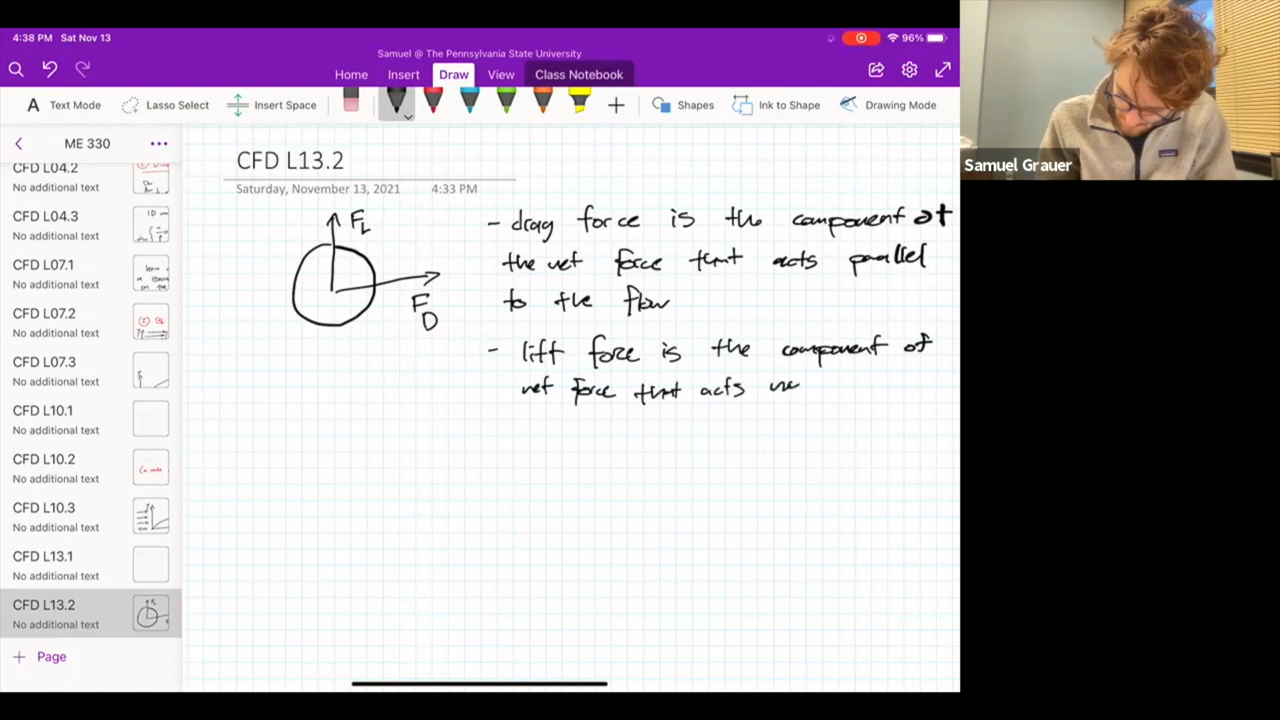 4:38 PM Sat Nov 13
96%
Samuel @ The Pennsylvania State University
Home Insert Draw View Class Notebook
A Text Mode Lasso Select Insert Space Shapes Ink to Shape Drawing Mode
ME 330
CFD L04.2
No additional text
CFD L04.3
No additional text
CFD L07.1
No additional text
CFD L07.2
No additional text
CFD L07.3
No additional text
CFD L10.1
No additional text
CFD L10.2
No additional text
CFD L10.3
No additional text
CFD L13.1
No additional text
CFD L13.2
No additional text
+ Page
CFD L13.2
Saturday, November 13, 2021 4:33 PM
FL
FD
- drag force is the component of
the net force that acts parallel
to the flow
- lift force is the component of
net force that acts
Samuel Grauer
patagonia